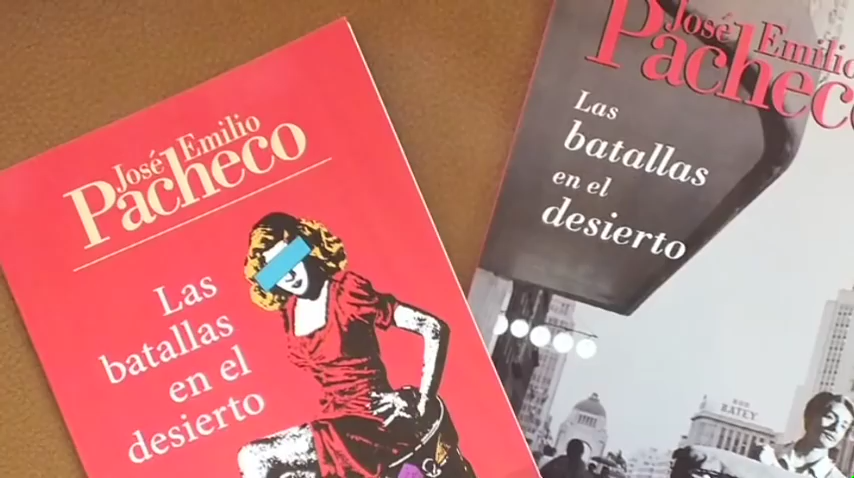 José Emilio
Pacheco
Las
batallas
en el
desierto
José Emilio
Pacheco
Las
batallas
en el
desierto
RATEY